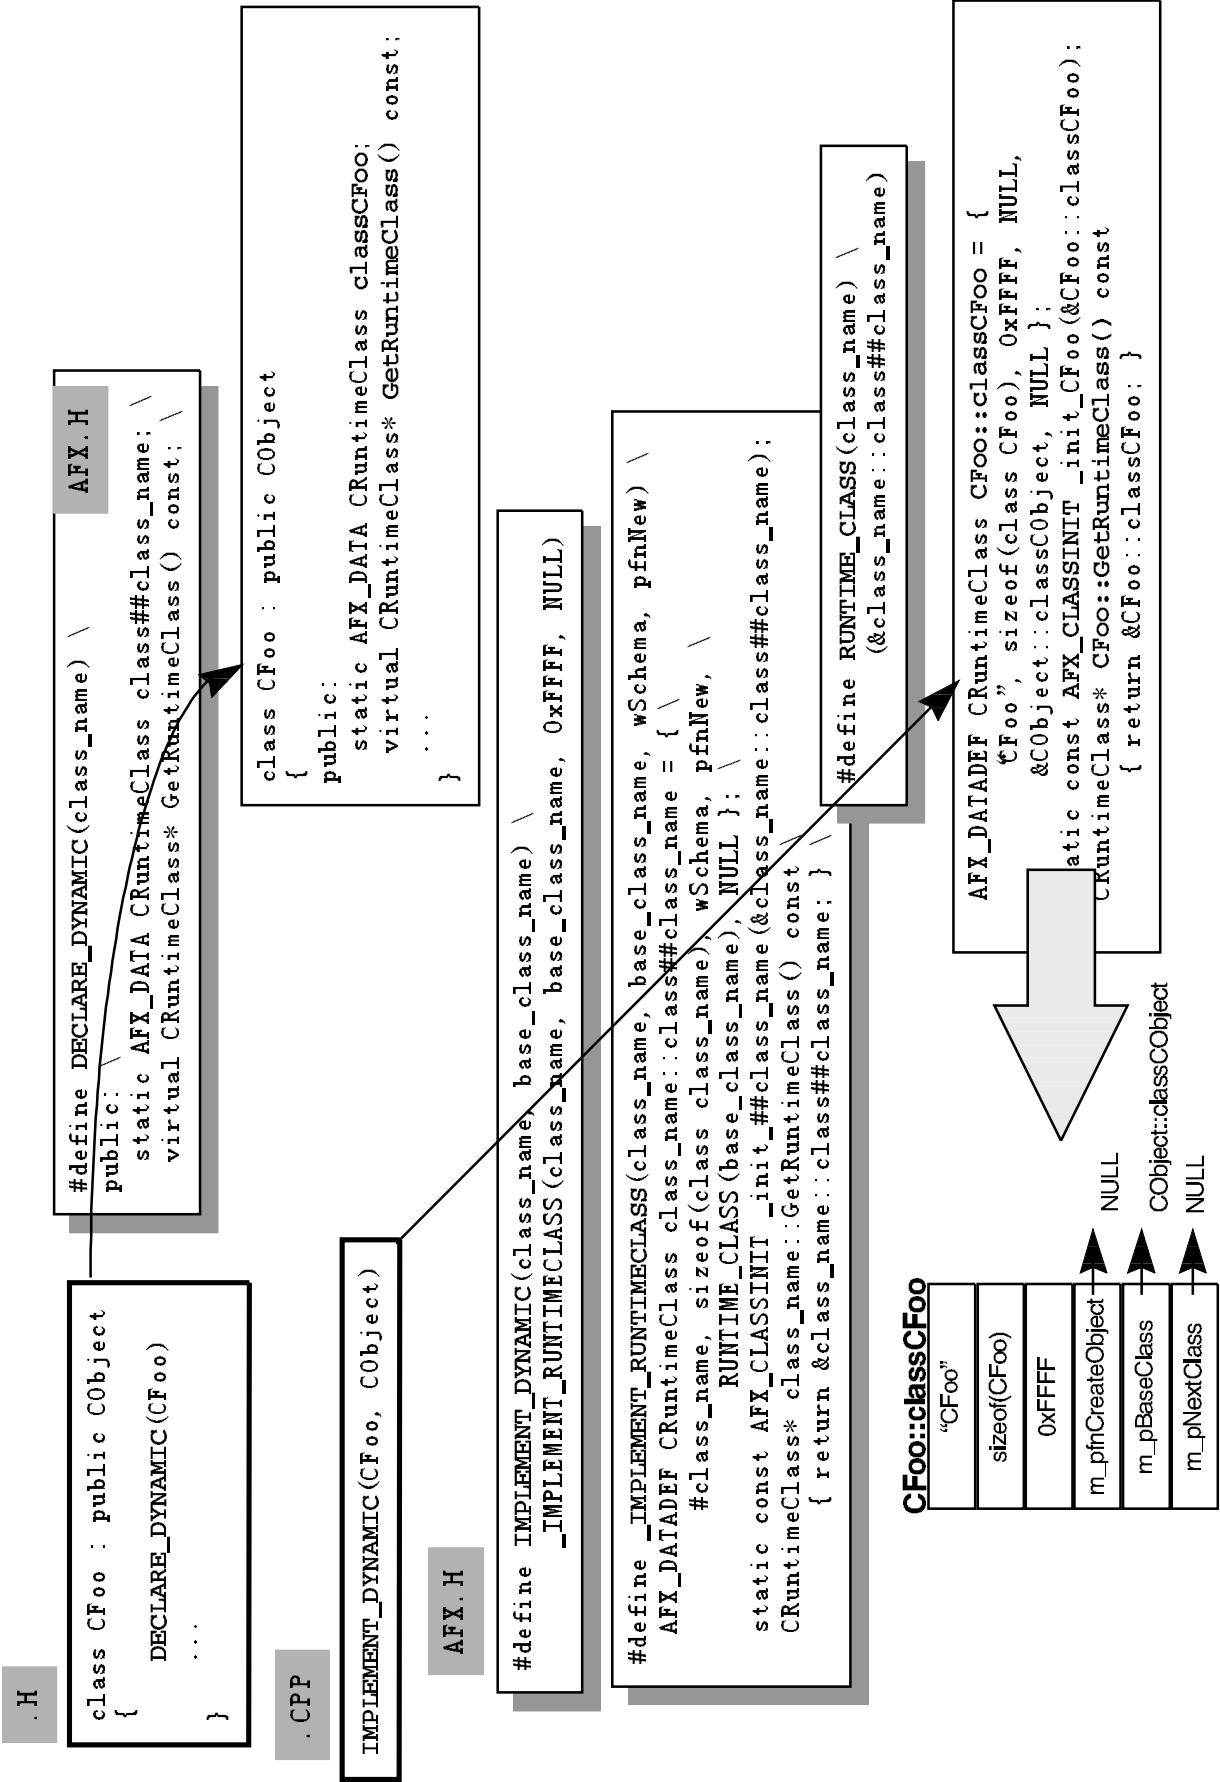 .H
class CFoo : public CObject
{
DECLARE_DYNAMIC(CFoo)
...
}
AFX.H
#define DECLARE_DYNAMIC(class_name) \
public: \
static AFX_DATA CRuntimeClass class##class_name; \
virtual CRuntimeClass* GetRuntimeClass() const; \
class CFoo : public CObject
{
public:
static AFX_DATA CRuntimeClass classCFoo;
virtual CRuntimeClass* GetRuntimeClass() const;
...
}
.CPP
IMPLEMENT_DYNAMIC(CFoo, CObject)
AFX.H
#define IMPLEMENT_DYNAMIC(class_name, base_class_name) \
_IMPLEMENT_RUNTIMECLASS(class_name, base_class_name, 0xFFFF, NULL)
#define _IMPLEMENT_RUNTIMECLASS(class_name, base_class_name, wSchema, pfnNew) \
AFX_DATADEF CRuntimeClass class_name::class##class_name = { \
#class_name, sizeof(class class_name), wSchema, pfnNew, \
RUNTIME_CLASS(base_class_name), NULL }; \
static const AFX_CLASSINIT _init_##class_name(&class_name::class##class_name);
CRuntimeClass* class_name::GetRuntimeClass() const \
{ return &class_name::class##class_name; } \
#define RUNTIME_CLASS(class_name) \
(&class_name::class##class_name)
AFX_DATADEF CRuntimeClass CFoo::classCFoo = {
“CFoo”, sizeof(class CFoo), 0xFFFF, NULL,
&CObject::classCObject, NULL };
atic const AFX_CLASSINIT _init_CFoo(&CFoo::classCFoo);
CRuntimeClass* CFoo::GetRuntimeClass() const
{ return &CFoo::classCFoo; }
CFoo::classCFoo
“CFoo”
sizeof(CFoo)
0xFFFF
m_pfnCreateObject NULL
m_pBaseClass CObject::classCObject
m_pNextClass NULL